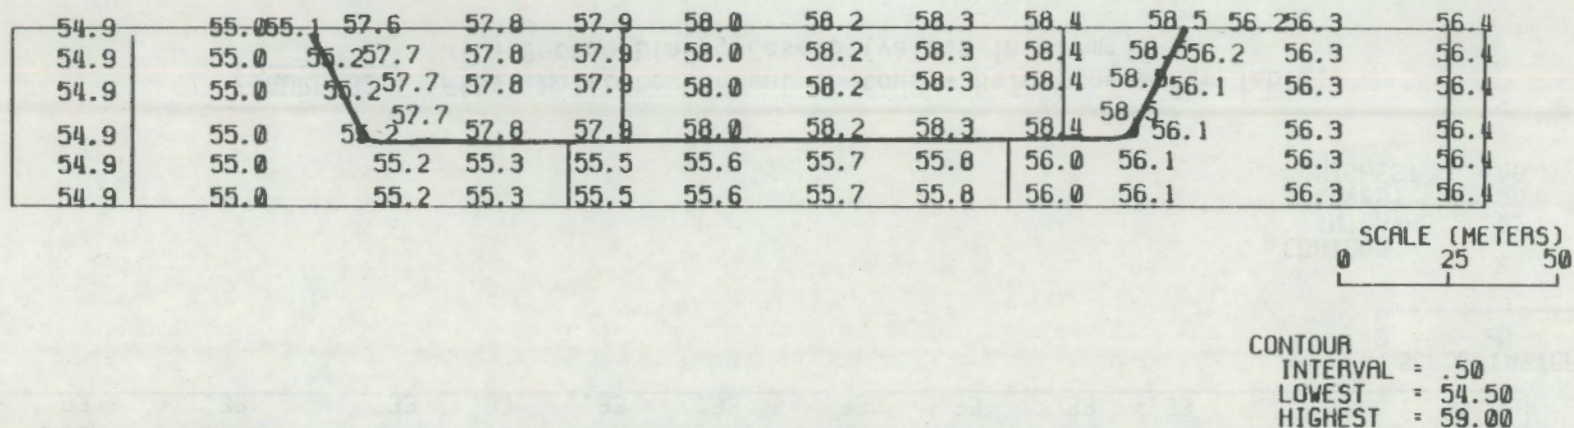 54.9 55.0 55.1 57.6 57.8 57.9 58.0 58.2 58.3 58.4 58.5 56.2 56.3 56.4
54.9 55.0 55.2 57.7 57.8 57.9 58.0 58.2 58.3 58.4 58.5 56.2 56.3 56.4
54.9 55.0 55.2 57.7 57.8 57.9 58.0 58.2 58.3 58.4 58.5 56.1 56.3 56.4
57.7 58.5
54.9 55.0 55.2 57.8 57.9 58.0 58.2 58.3 58.4 56.1 56.3 56.4
54.9 55.0 55.2 55.3 55.5 55.6 55.7 55.8 56.0 56.1 56.3 56.4
54.9 55.0 55.2 55.3 55.5 55.6 55.7 55.8 56.0 56.1 56.3 56.4
SCALE (METERS)
0 25 50
CONTOUR
INTERVAL = .50
LOWEST = 54.50
HIGHEST = 59.00